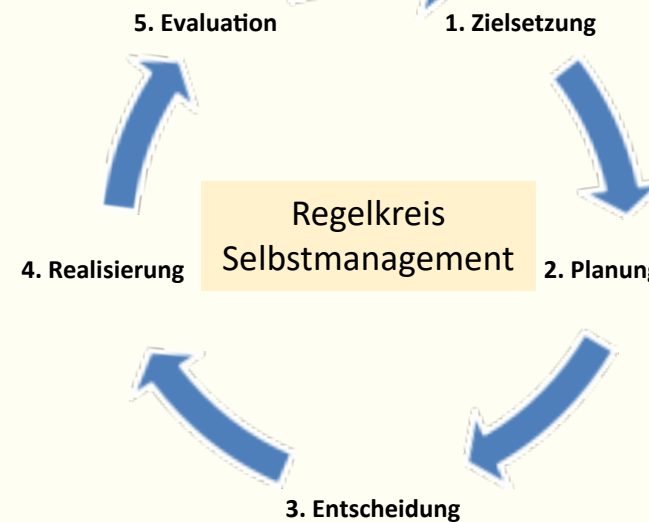 5. Evaluation
1. Zielsetzung
Regelkreis
Selbstmanagement
4. Realisierung
2. Planung
3. Entscheidung